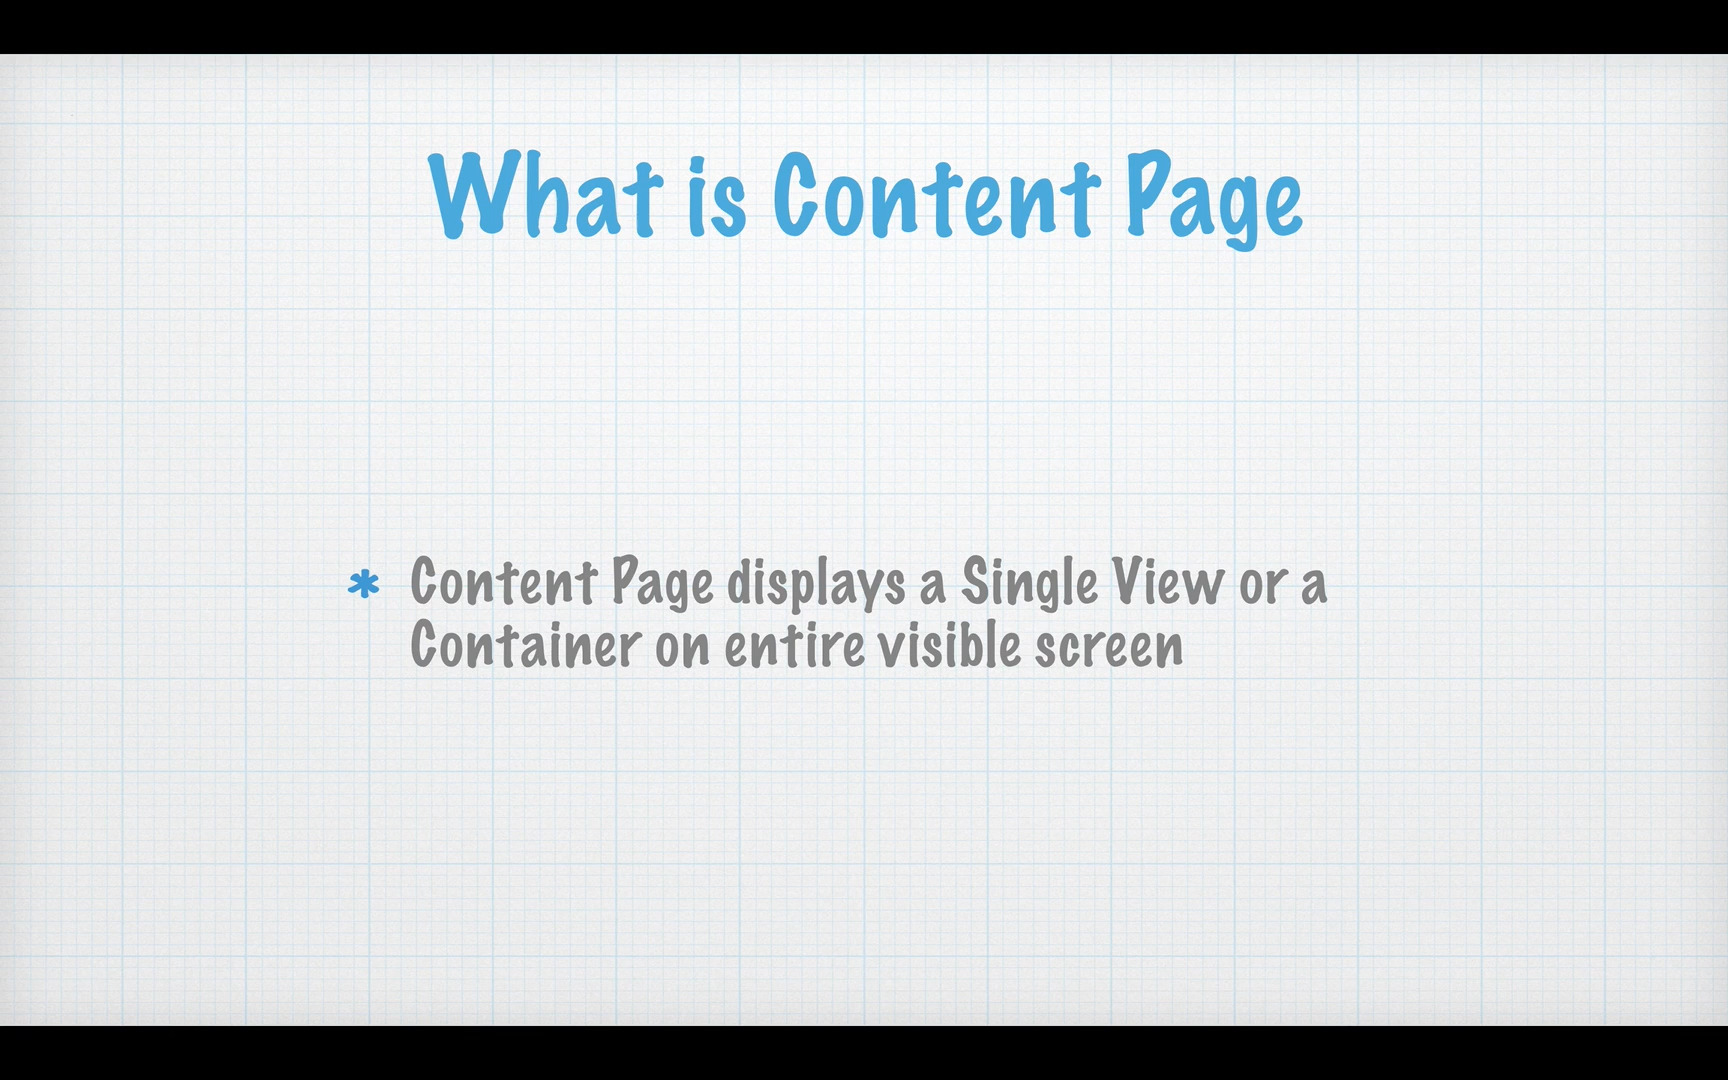 What is Content Page
* Content Page displays a Single View or a
Container on entire visible screen